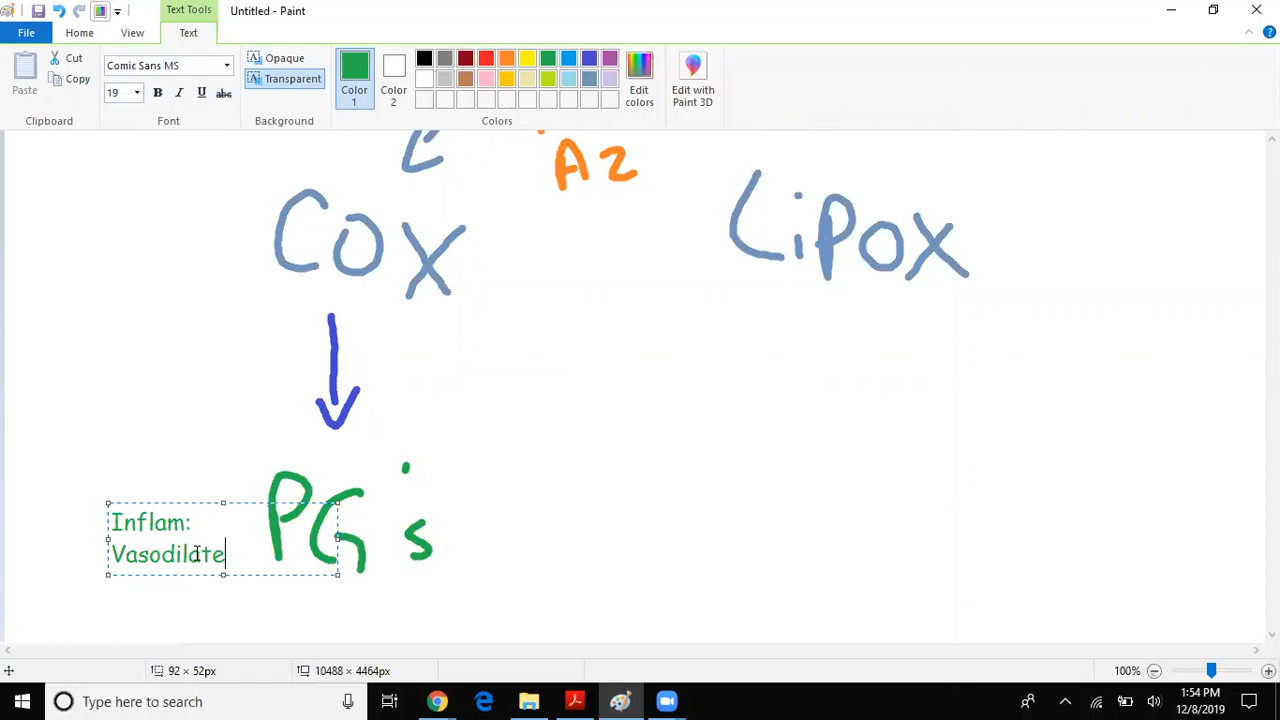 Untitled - Paint
Text Tools
File
Home
View
Text
Paste
Cut
Copy
Clipboard
Comic Sans MS
19
B
I
U
abc
Font
Opaque
Transparent
Background
Color 1
Color 2
Edit colors
Colors
Edit with Paint 3D
A2
COX
LiPOX
PG's
Inflam:
Vasodilate
92 × 52px
10488 × 4464px
100%
Type here to search
1:54 PM
12/8/2019